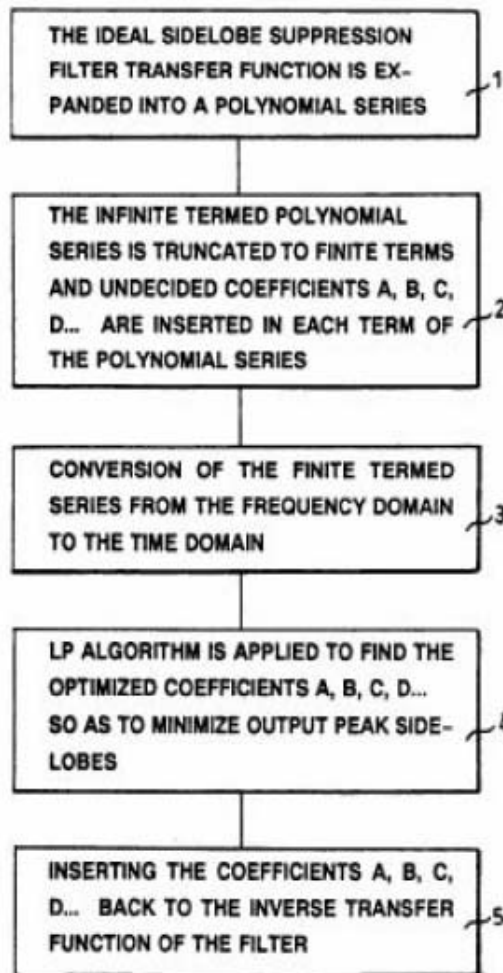 THE IDEAL SIDELOBE SUPPRESSION
FILTER TRANSFER FUNCTION IS EX-
PANDED INTO A POLYNOMIAL SERIES
1
THE INFINITE TERMED POLYNOMIAL
SERIES IS TRUNCATED TO FINITE TERMS
AND UNDECIDED COEFFICIENTS A, B, C,
D... ARE INSERTED IN EACH TERM OF
THE POLYNOMIAL SERIES
2
CONVERSION OF THE FINITE TERMED
SERIES FROM THE FREQUENCY DOMAIN
TO THE TIME DOMAIN
3
LP ALGORITHM IS APPLIED TO FIND THE
OPTIMIZED COEFFICIENTS A, B, C, D...
SO AS TO MINIMIZE OUTPUT PEAK SIDE-
LOBES
INSERTING THE COEFFICIENTS A, B, C,
D... BACK TO THE INVERSE TRANSFER
FUNCTION OF THE FILTER
5